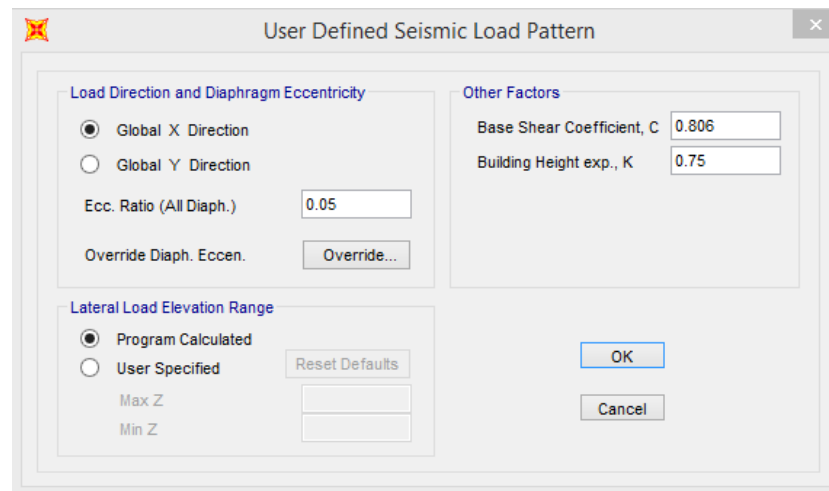 User Defined Seismic Load Pattern
Load Direction and Diaphragm Eccentricity
Global X Direction
Global Y Direction
Ecc. Ratio (All Diaph.) 0.05
Override Diaph. Eccen. Override...
Other Factors
Base Shear Coefficient, C 0.806
Building Height exp., K 0.75
Lateral Load Elevation Range
Program Calculated
User Specified Reset Defaults
Max Z
Min Z
OK
Cancel